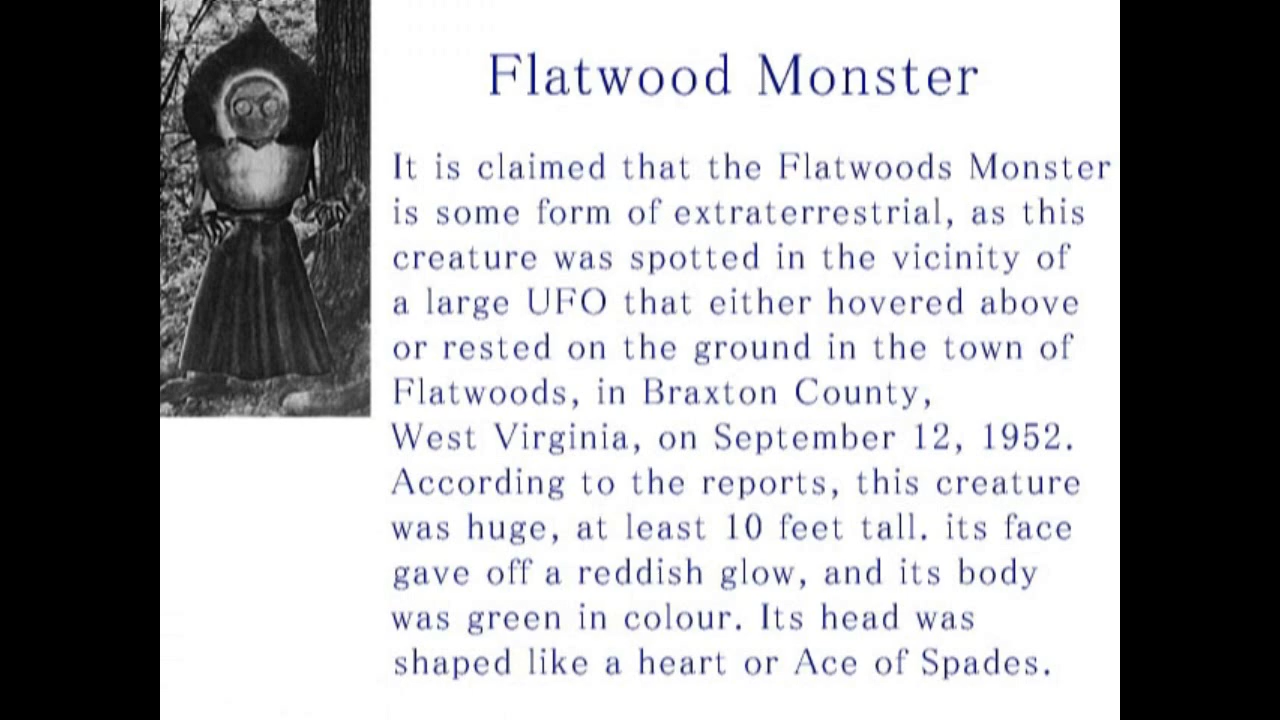 Flatwood Monster
It is claimed that the Flatwoods Monster
is some form of extraterrestrial, as this
creature was spotted in the vicinity of
a large UFO that either hovered above
or rested on the ground in the town of
Flatwoods, in Braxton County,
West Virginia, on September 12, 1952.
According to the reports, this creature
was huge, at least 10 feet tall. its face
gave off a reddish glow, and its body
was green in colour. Its head was
shaped like a heart or Ace of Spades.